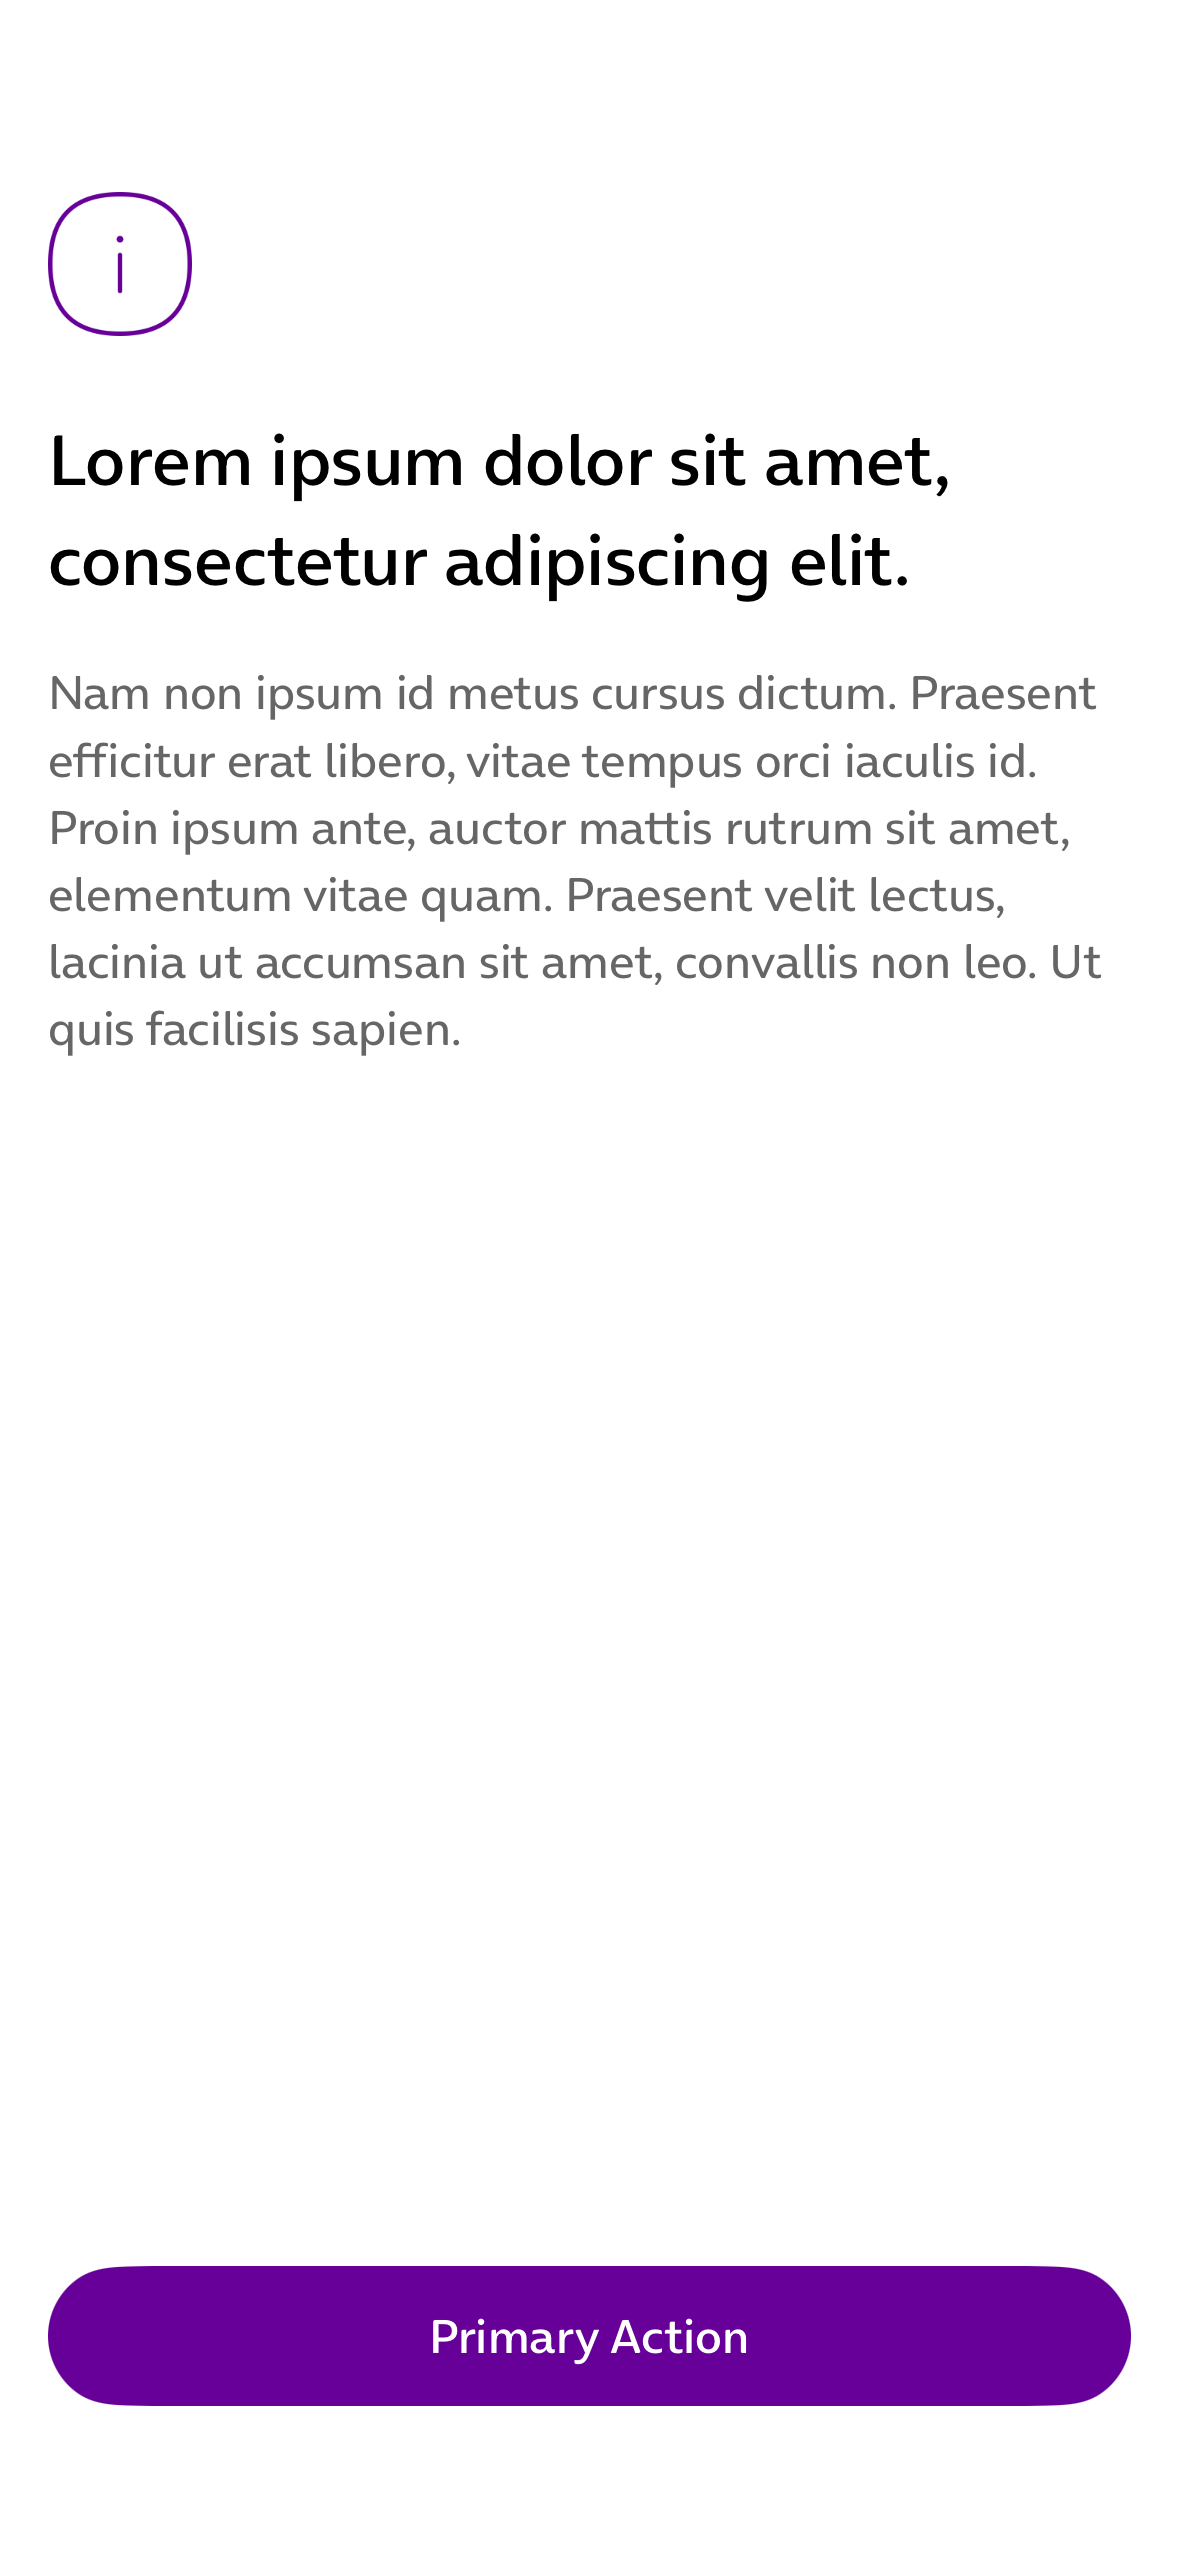 i
Lorem ipsum dolor sit amet,
consectetur adipiscing elit.
Nam non ipsum id metus cursus dictum. Praesent
efficitur erat libero, vitae tempus orci iaculis id.
Proin ipsum ante, auctor mattis rutrum sit amet,
elementum vitae quam. Praesent velit lectus,
lacinia ut accumsan sit amet, convallis non leo. Ut
quis facilisis sapien.
Primary Action